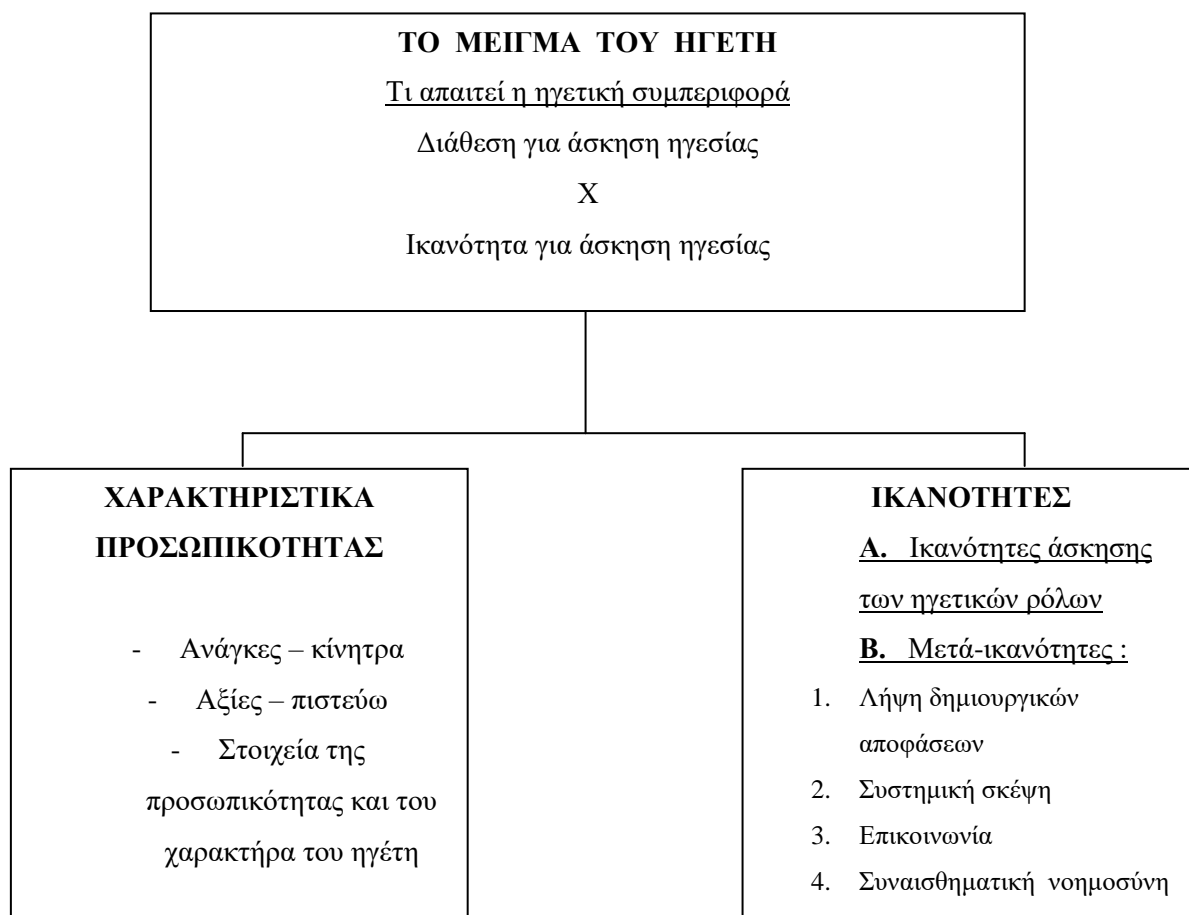 ΤΟ ΜΕΙΓΜΑ ΤΟΥ ΗΓΕΤΗ
Τι απαιτεί η ηγετική συμπεριφορά
Διάθεση για άσκηση ηγεσίας
Χ
Ικανότητα για άσκηση ηγεσίας
ΧΑΡΑΚΤΗΡΙΣΤΙΚΑ
ΠΡΟΣΩΠΙΚΟΤΗΤΑΣ
- Ανάγκες – κίνητρα
- Αξίες – πιστεύω
- Στοιχεία της
προσωπικότητας και του
χαρακτήρα του ηγέτη
ΙΚΑΝΟΤΗΤΕΣ
Α. Ικανότητες άσκησης
των ηγετικών ρόλων
Β. Μετά-ικανότητες :
1. Λήψη δημιουργικών
αποφάσεων
2. Συστημική σκέψη
3. Επικοινωνία
4. Συναισθηματική νοημοσύνη